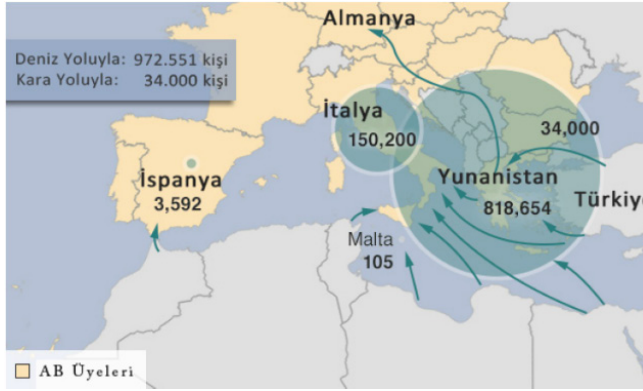 Almanya
Deniz Yoluyla: 972.551 kişi
Kara Yoluyla: 34.000 kişi
İtalya
150,200
34,000
İspanya
3,592
Yunanistan
818,654
Türkiye
Malta
105
AB Üyeleri